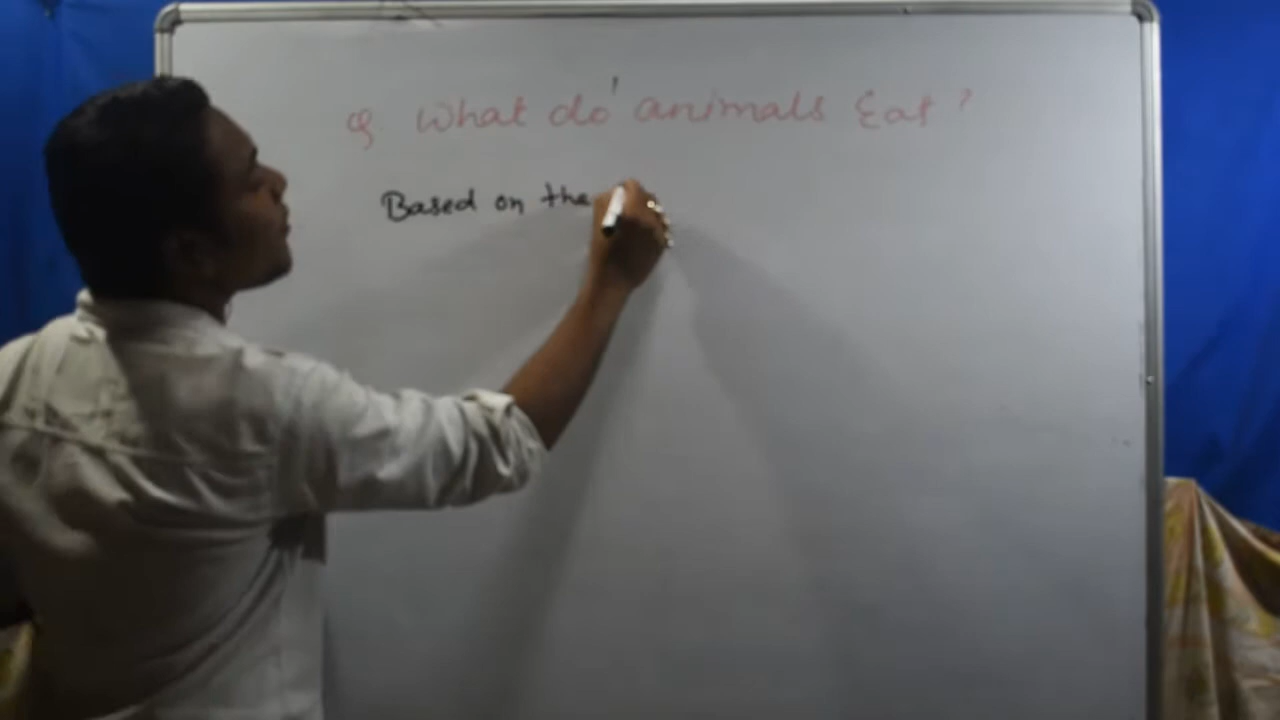 Q. What do animals Eat ?
Based on the